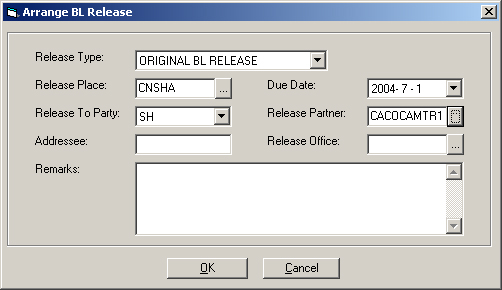 Arrange BL Release
Release Type: ORIGINAL BL RELEASE
Release Place: CNSHA ... Due Date: 2004- 7 - 1
Release To Party: SH Release Partner: CACOCAMTR1
Addressee: Release Office: ...
Remarks:
OK Cancel